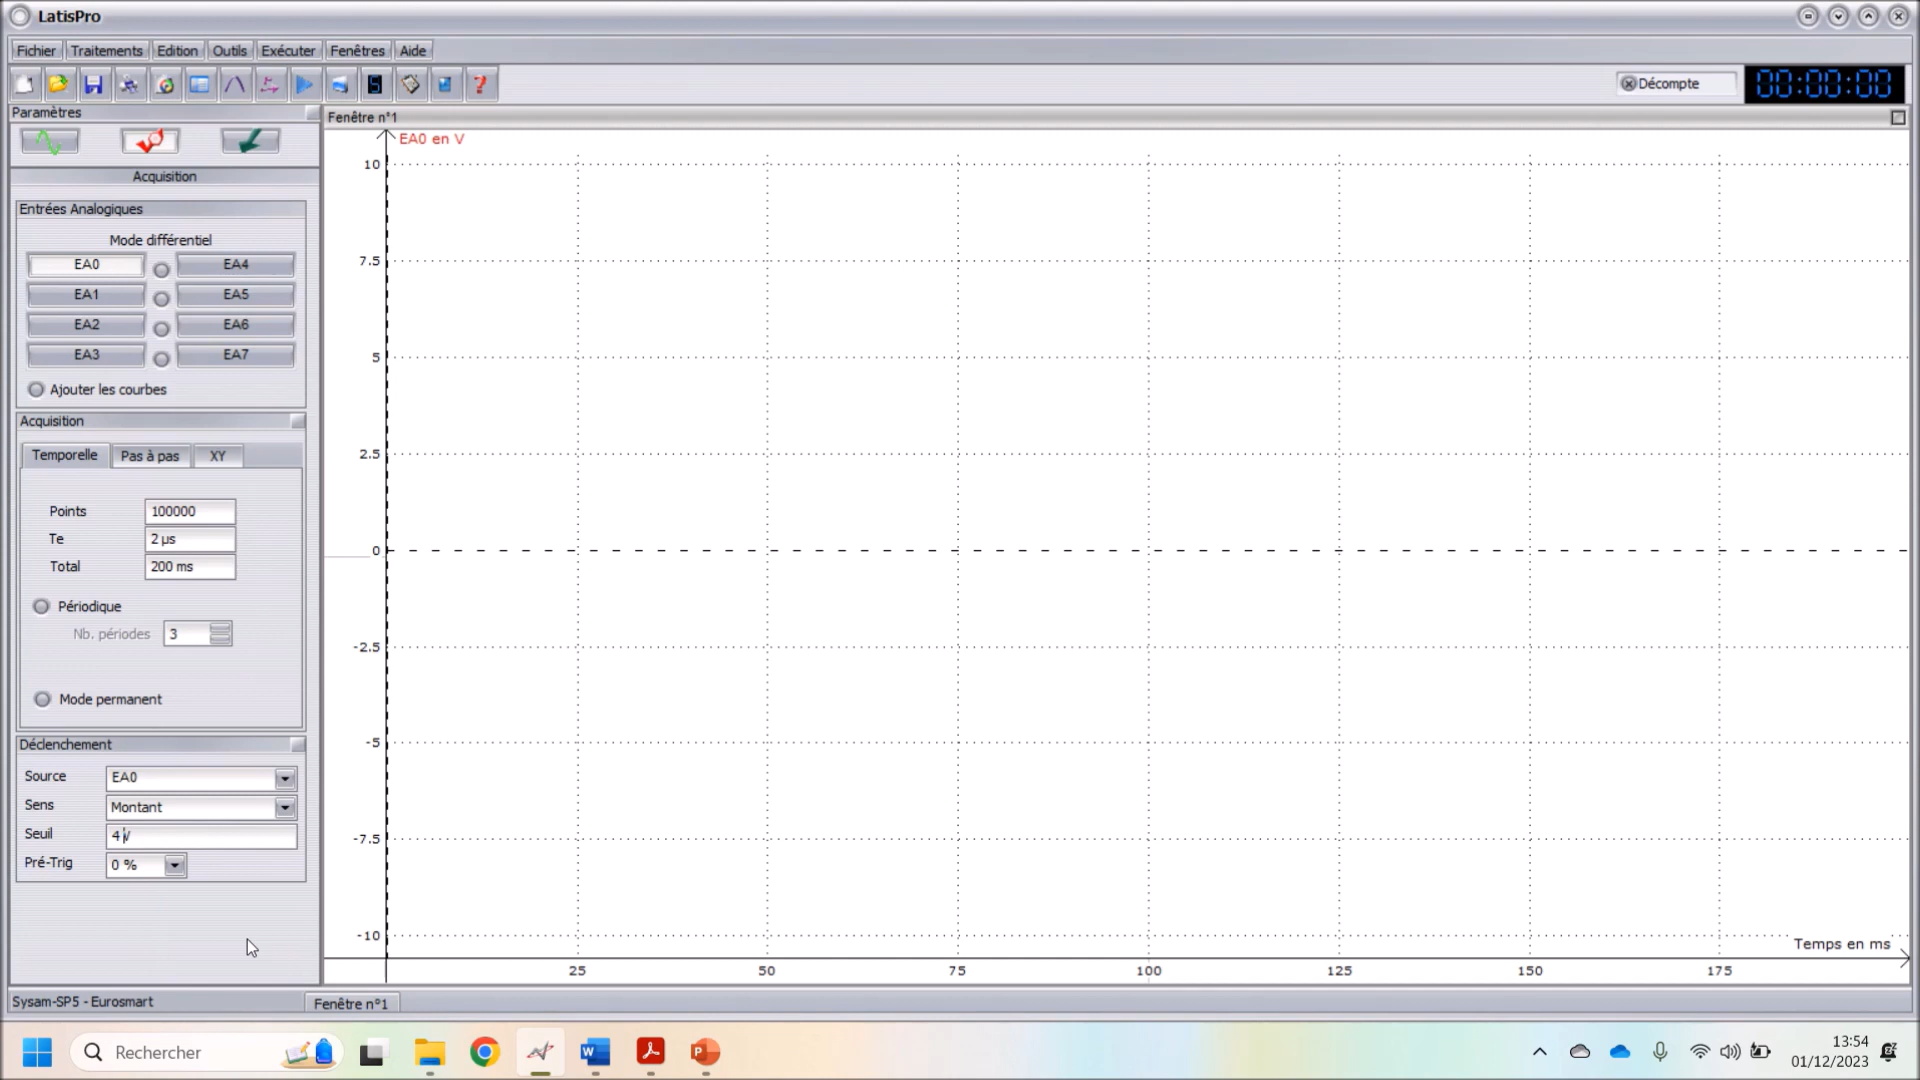 LatisPro
Fichier Traitements Edition Outils Exécuter Fenêtres Aide
Décompte 00:00:00
Paramètres
Acquisition
Entrées Analogiques
Mode différentiel
EA0 EA4
EA1 EA5
EA2 EA6
EA3 EA7
Ajouter les courbes
Acquisition
Temporelle Pas à pas XY
Points 100000
Te 2 µs
Total 200 ms
Périodique
Nb. périodes 3
Mode permanent
Déclenchement
Source EA0
Sens Montant
Seuil 4 V
Pré-Trig 0 %
Fenêtre n°1
EA0 en V
10
7.5
5
2.5
0
-2.5
-5
-7.5
-10
Temps en ms
25 50 75 100 125 150 175
Sysam-SP5 - Eurosmart
Fenêtre n°1
Rechercher
13:54
01/12/2023